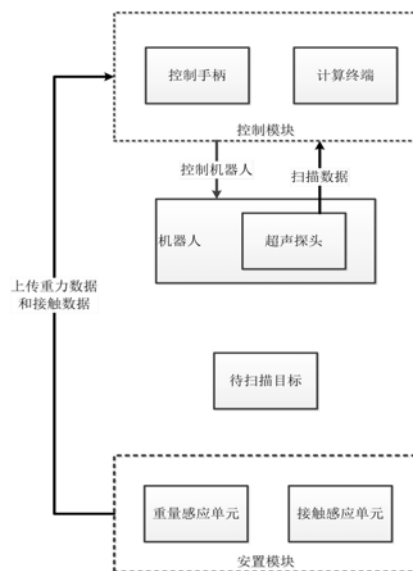 控制手柄
计算终端
控制模块
控制机器人
扫描数据
机器人
超声探头
上传重力数据
和接触数据
待扫描目标
重量感应单元
接触感应单元
安置模块